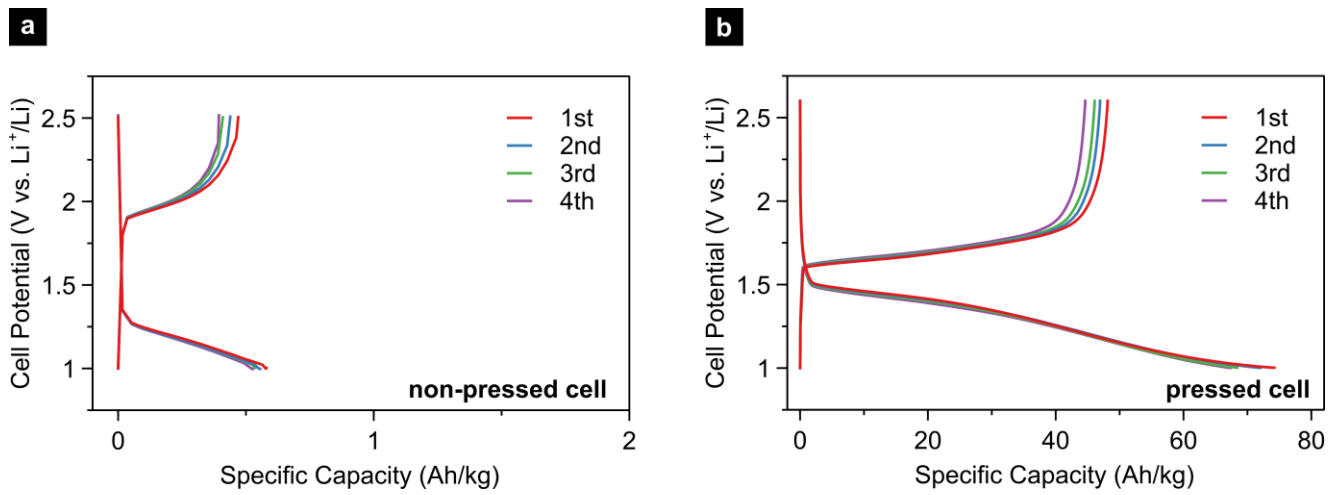 a
Cell Potential (V vs. Li⁺/Li)
2.5
2
1.5
1
1st
2nd
3rd
4th
non-pressed cell
0
1
2
Specific Capacity (Ah/kg)
b
Cell Potential (V vs. Li⁺/Li)
2.5
2
1.5
1
1st
2nd
3rd
4th
pressed cell
0
20
40
60
80
Specific Capacity (Ah/kg)